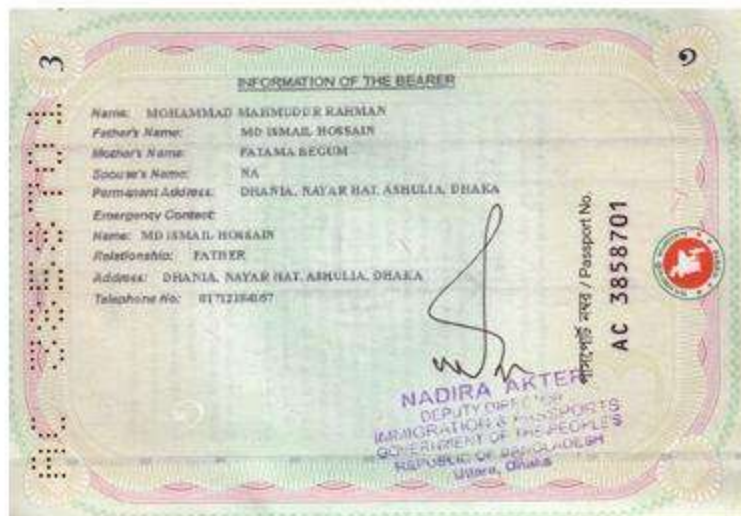 3
৩
INFORMATION OF THE BEARER
Name: MOHAMMAD MAHMUDUR RAHMAN
Father's Name: MD ISMAIL HOSSAIN
Mother's Name: FATAMA BEGUM
Spouse's Name: NA
Permanent Address: DHANIA, NAYAR HAT, ASHULIA, DHAKA
Emergency Contact:
Name: MD ISMAIL HOSSAIN
Relationship: FATHER
Address: DHANIA, NAYAR HAT, ASHULIA, DHAKA
Telephone No:
পাসপোর্ট নম্বর / Passport No.
AC 3858701
NADIRA AKTER
DEPUTY DIRECTOR
IMMIGRATION & PASSPORTS
GOVERNMENT OF THE PEOPLE'S
REPUBLIC OF BANGLADESH
Uttara, Dhaka